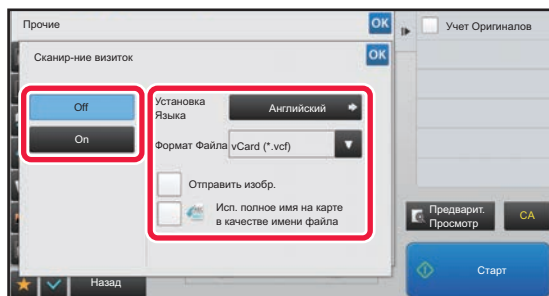 Прочие
OK
Учет Оригиналов
Сканир-ние визиток
OK
Off
On
Установка
Языка
Английский
Формат Файла
vCard (*.vcf)
Отправить изобр.
Исп. полное имя на карте
в качестве имени файла
Предварит.
Просмотр
CA
Назад
Старт